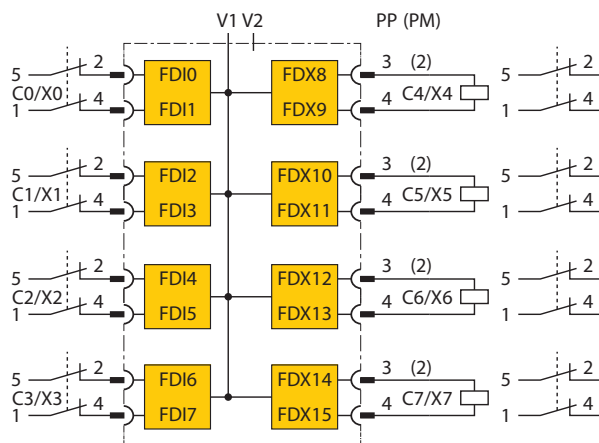 V1 V2 PP (PM)
5 2 FDI0 FDX8 3 (2) 5 2
C0/X0 C4/X4
1 4 FDI1 FDX9 4 1 4
5 2 FDI2 FDX10 3 (2) 5 2
C1/X1 C5/X5
1 4 FDI3 FDX11 4 1 4
5 2 FDI4 FDX12 3 (2) 5 2
C2/X2 C6/X6
1 4 FDI5 FDX13 4 1 4
5 2 FDI6 FDX14 3 (2) 5 2
C3/X3 C7/X7
1 4 FDI7 FDX15 4 1 4